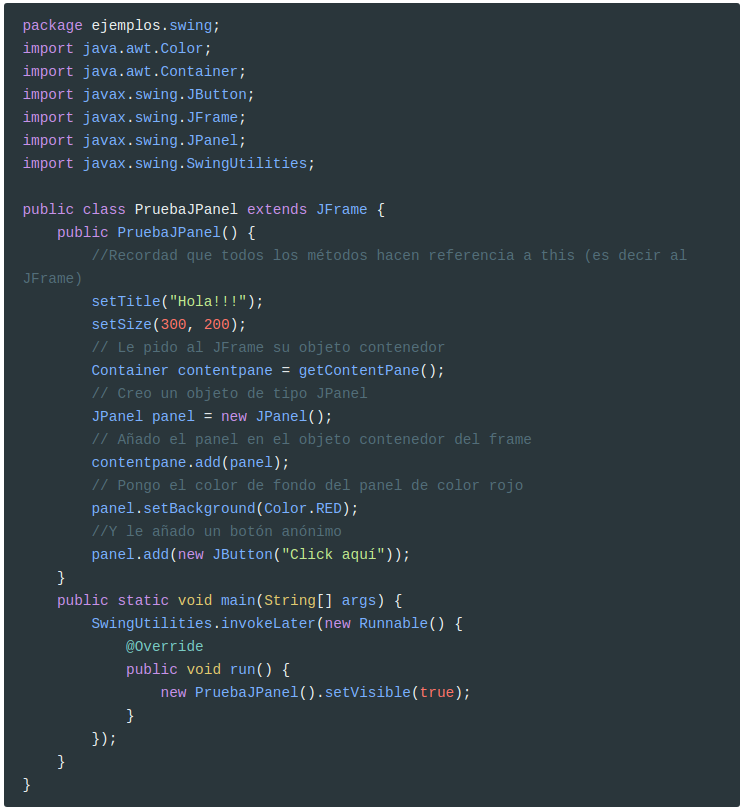 package ejemplos.swing;
import java.awt.Color;
import java.awt.Container;
import javax.swing.JButton;
import javax.swing.JFrame;
import javax.swing.JPanel;
import javax.swing.SwingUtilities;

public class PruebaJPanel extends JFrame {
    public PruebaJPanel() {
        //Recordad que todos los métodos hacen referencia a this (es decir al
JFrame)
        setTitle("Hola!!!");
        setSize(300, 200);
        // Le pido al JFrame su objeto contenedor
        Container contentpane = getContentPane();
        // Creo un objeto de tipo JPanel
        JPanel panel = new JPanel();
        // Añado el panel en el objeto contenedor del frame
        contentpane.add(panel);
        // Pongo el color de fondo del panel de color rojo
        panel.setBackground(Color.RED);
        //Y le añado un botón anónimo
        panel.add(new JButton("Click aquí"));
    }
    public static void main(String[] args) {
        SwingUtilities.invokeLater(new Runnable() {
            @Override
            public void run() {
                new PruebaJPanel().setVisible(true);
            }
        });
    }
}